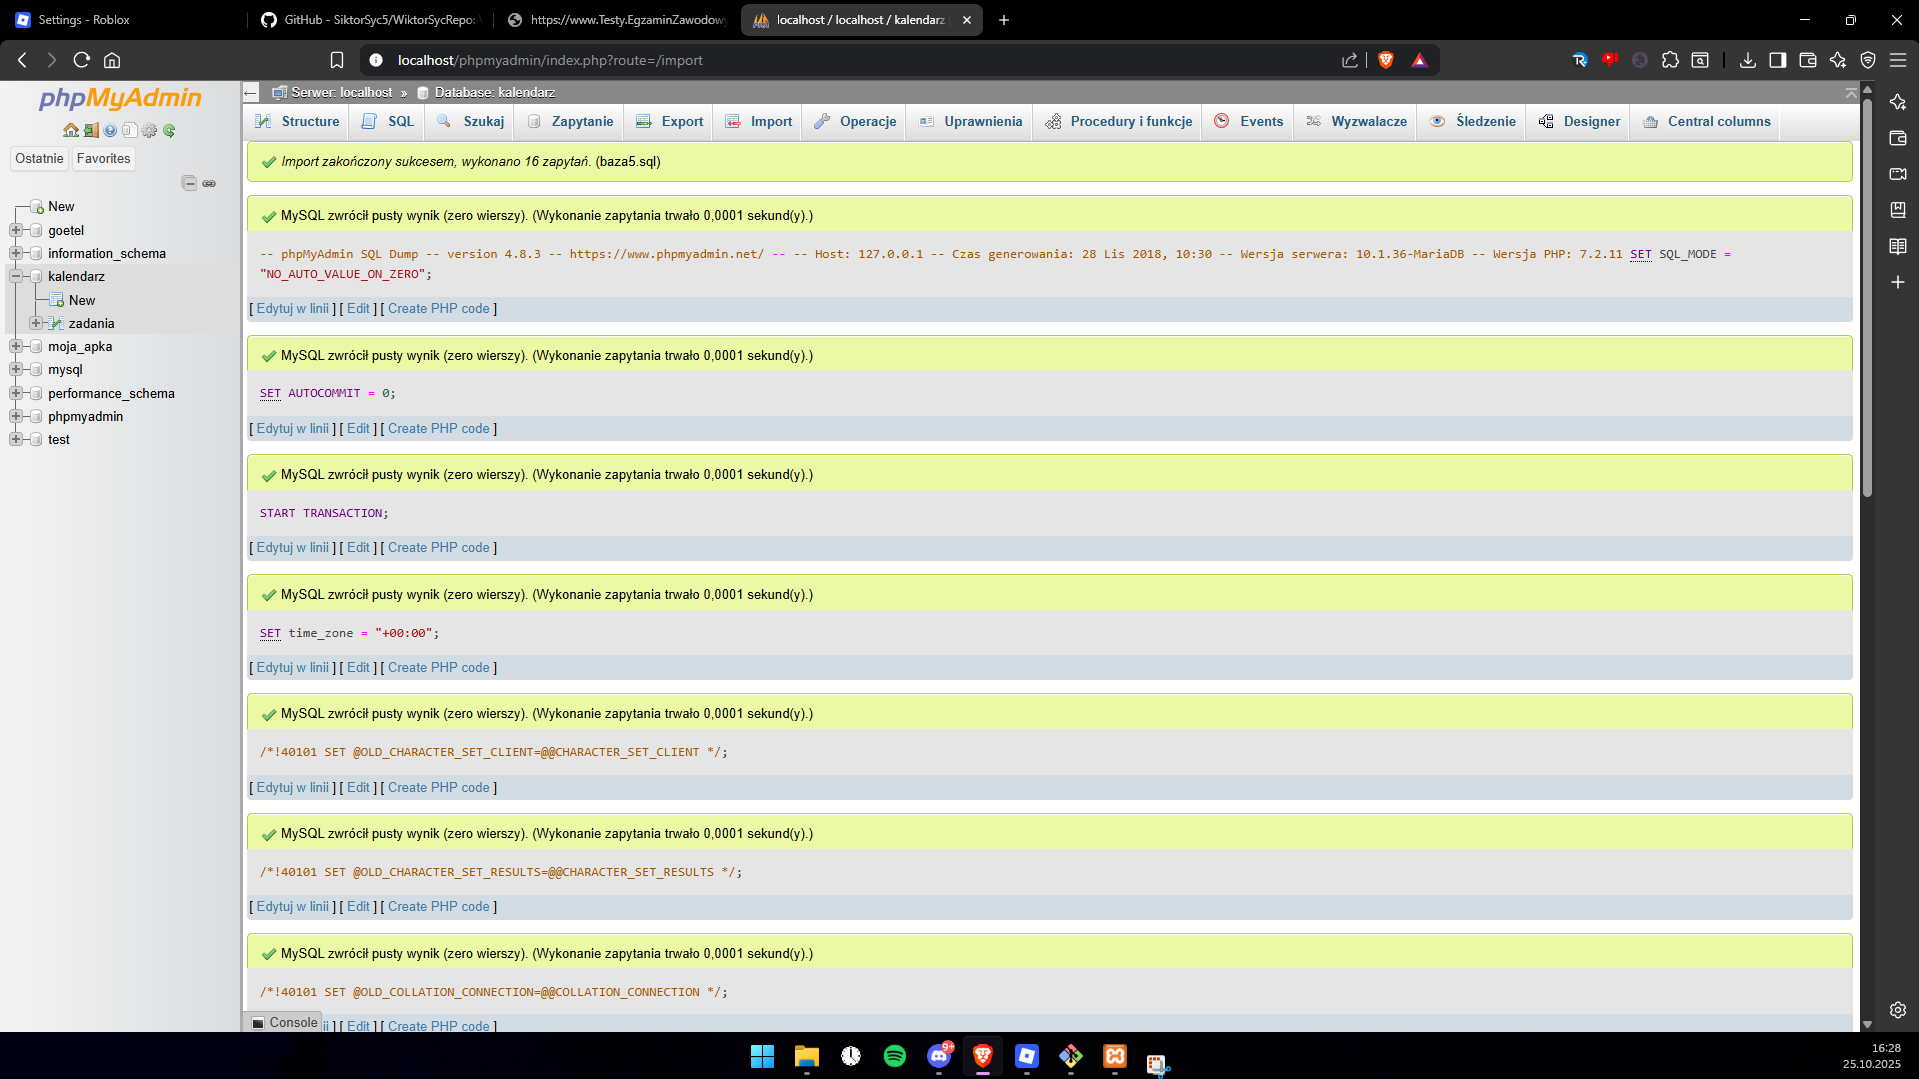 Settings - Roblox
GitHub - SiktorSyc5/WiktorSycRepo:
https://www.Testy.EgzaminZawodow
localhost / localhost / kalendarz
localhost/phpmyadmin/index.php?route=/import
phpMyAdmin
Ostatnie
Favorites
New
goetel
information_schema
kalendarz
New
zadania
moja_apka
mysql
performance_schema
phpmyadmin
test
Serwer: localhost » Database: kalendarz
Structure
SQL
Szukaj
Zapytanie
Export
Import
Operacje
Uprawnienia
Procedury i funkcje
Events
Wyzwalacze
Śledzenie
Designer
Central columns
Import zakończony sukcesem, wykonano 16 zapytań. (baza5.sql)
MySQL zwrócił pusty wynik (zero wierszy). (Wykonanie zapytania trwało 0,0001 sekund(y).)
-- phpMyAdmin SQL Dump -- version 4.8.3 -- https://www.phpmyadmin.net/ -- -- Host: 127.0.0.1 -- Czas generowania: 28 Lis 2018, 10:30 -- Wersja serwera: 10.1.36-MariaDB -- Wersja PHP: 7.2.11 SET SQL_MODE =
"NO_AUTO_VALUE_ON_ZERO";
[ Edytuj w linii ] [ Edit ] [ Create PHP code ]
MySQL zwrócił pusty wynik (zero wierszy). (Wykonanie zapytania trwało 0,0001 sekund(y).)
SET AUTOCOMMIT = 0;
[ Edytuj w linii ] [ Edit ] [ Create PHP code ]
MySQL zwrócił pusty wynik (zero wierszy). (Wykonanie zapytania trwało 0,0001 sekund(y).)
START TRANSACTION;
[ Edytuj w linii ] [ Edit ] [ Create PHP code ]
MySQL zwrócił pusty wynik (zero wierszy). (Wykonanie zapytania trwało 0,0001 sekund(y).)
SET time_zone = "+00:00";
[ Edytuj w linii ] [ Edit ] [ Create PHP code ]
MySQL zwrócił pusty wynik (zero wierszy). (Wykonanie zapytania trwało 0,0001 sekund(y).)
/*!40101 SET @OLD_CHARACTER_SET_CLIENT=@@CHARACTER_SET_CLIENT */;
[ Edytuj w linii ] [ Edit ] [ Create PHP code ]
MySQL zwrócił pusty wynik (zero wierszy). (Wykonanie zapytania trwało 0,0001 sekund(y).)
/*!40101 SET @OLD_CHARACTER_SET_RESULTS=@@CHARACTER_SET_RESULTS */;
[ Edytuj w linii ] [ Edit ] [ Create PHP code ]
MySQL zwrócił pusty wynik (zero wierszy). (Wykonanie zapytania trwało 0,0001 sekund(y).)
/*!40101 SET @OLD_COLLATION_CONNECTION=@@COLLATION_CONNECTION */;
Console
ii ] [ Edit ] [ Create PHP code ]
9+
16:28
25.10.2025